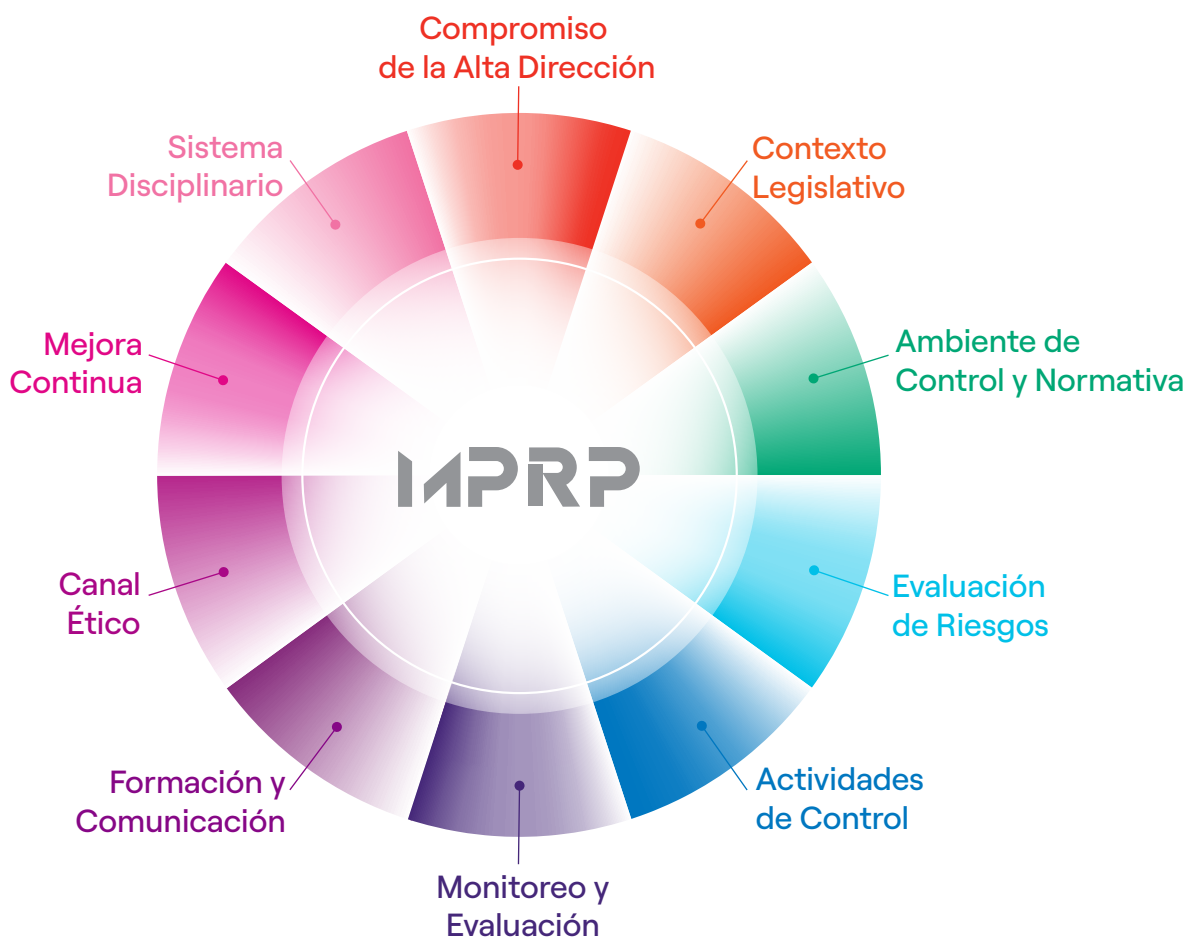 Compromiso
de la Alta Dirección
Contexto
Legislativo
Ambiente de
Control y Normativa
Evaluación
de Riesgos
Actividades
de Control
Monitoreo y
Evaluación
Formación y
Comunicación
Canal
Ético
Mejora
Continua
Sistema
Disciplinario
MPRP